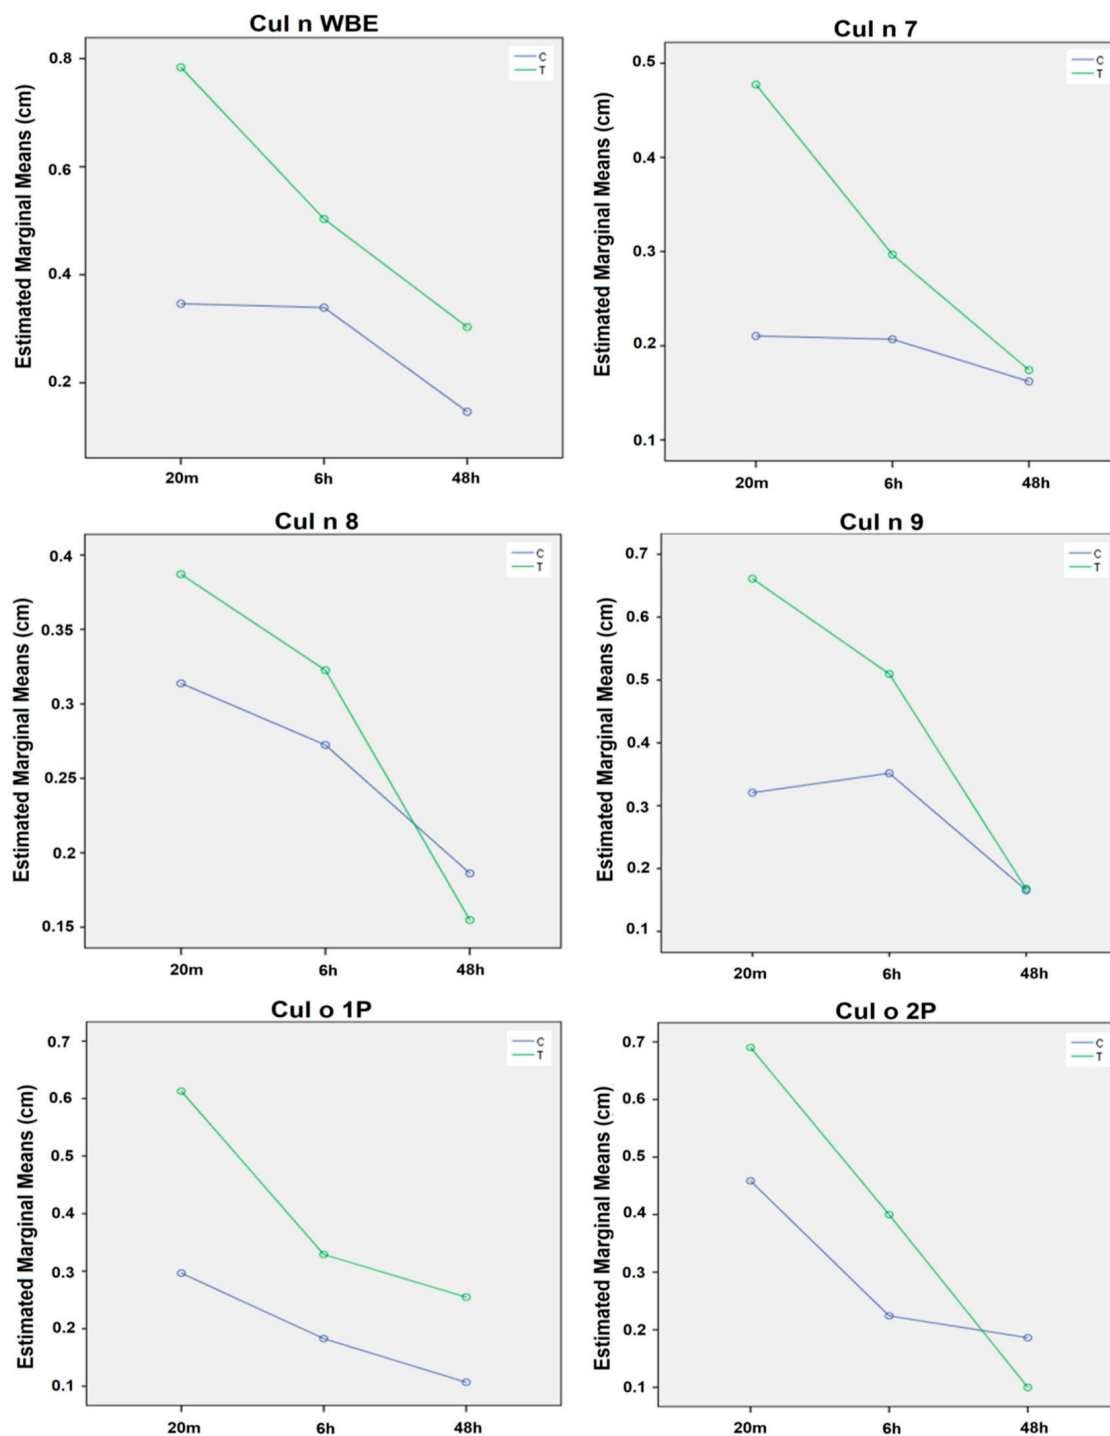 Cul n WBE
Estimated Marginal Means (cm)
0.8
0.6
0.4
0.2
C
T
20m
6h
48h
Cul n 7
Estimated Marginal Means (cm)
0.5
0.4
0.3
0.2
0.1
C
T
20m
6h
48h
Cul n 8
Estimated Marginal Means (cm)
0.4
0.35
0.3
0.25
0.2
0.15
C
T
20m
6h
48h
Cul n 9
Estimated Marginal Means (cm)
0.7
0.6
0.5
0.4
0.3
0.2
0.1
C
T
20m
6h
48h
Cul o 1P
Estimated Marginal Means (cm)
0.7
0.6
0.5
0.4
0.3
0.2
0.1
C
T
20m
6h
48h
Cul o 2P
Estimated Marginal Means (cm)
0.7
0.6
0.5
0.4
0.3
0.2
0.1
C
T
20m
6h
48h